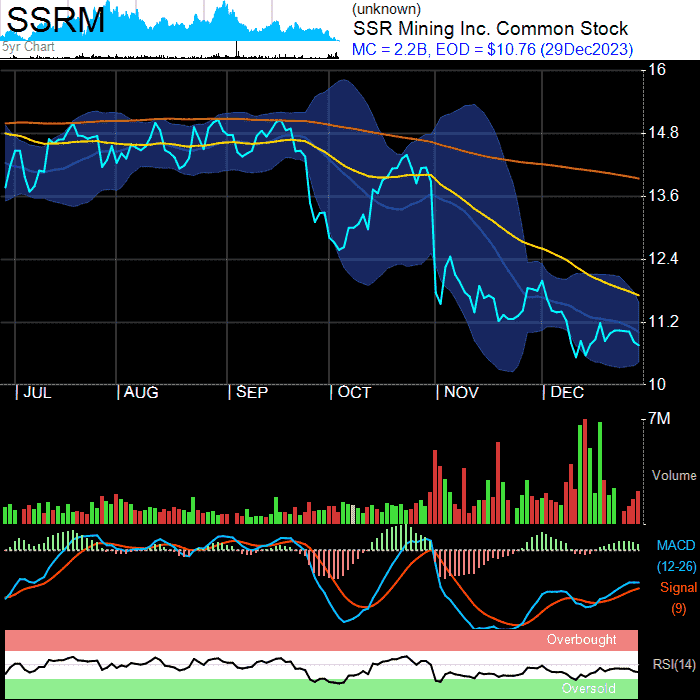 SSRM
(unknown)
SSR Mining Inc. Common Stock
MC = 2.2B, EOD = $10.76 (29Dec2023)
5yr Chart
16
14.8
13.6
12.4
11.2
10
JUL
AUG
SEP
OCT
NOV
DEC
7M
Volume
MACD
(12-26)
Signal
(9)
Overbought
RSI(14)
Oversold